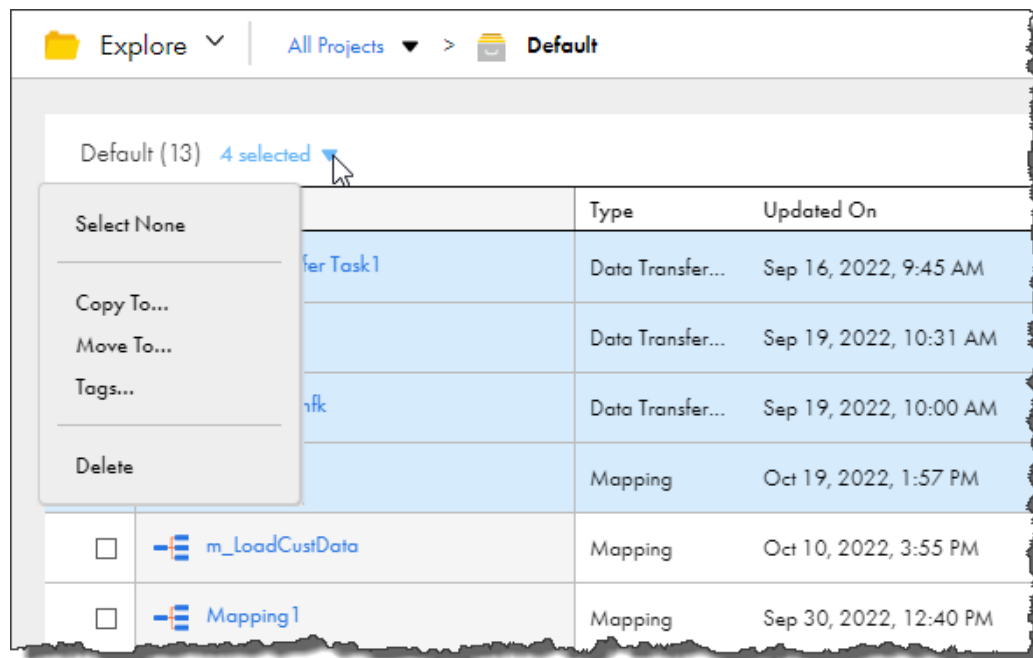 Explore All Projects > Default
Default (13) 4 selected
Select None
Copy To...
Move To...
Tags...
Delete
Type Updated On
Task1 Data Transfer... Sep 16, 2022, 9:45 AM
Data Transfer... Sep 19, 2022, 10:31 AM
Data Transfer... Sep 19, 2022, 10:00 AM
Mapping Oct 19, 2022, 1:57 PM
m_LoadCustData Mapping Oct 10, 2022, 3:55 PM
Mapping1 Mapping Sep 30, 2022, 12:40 PM